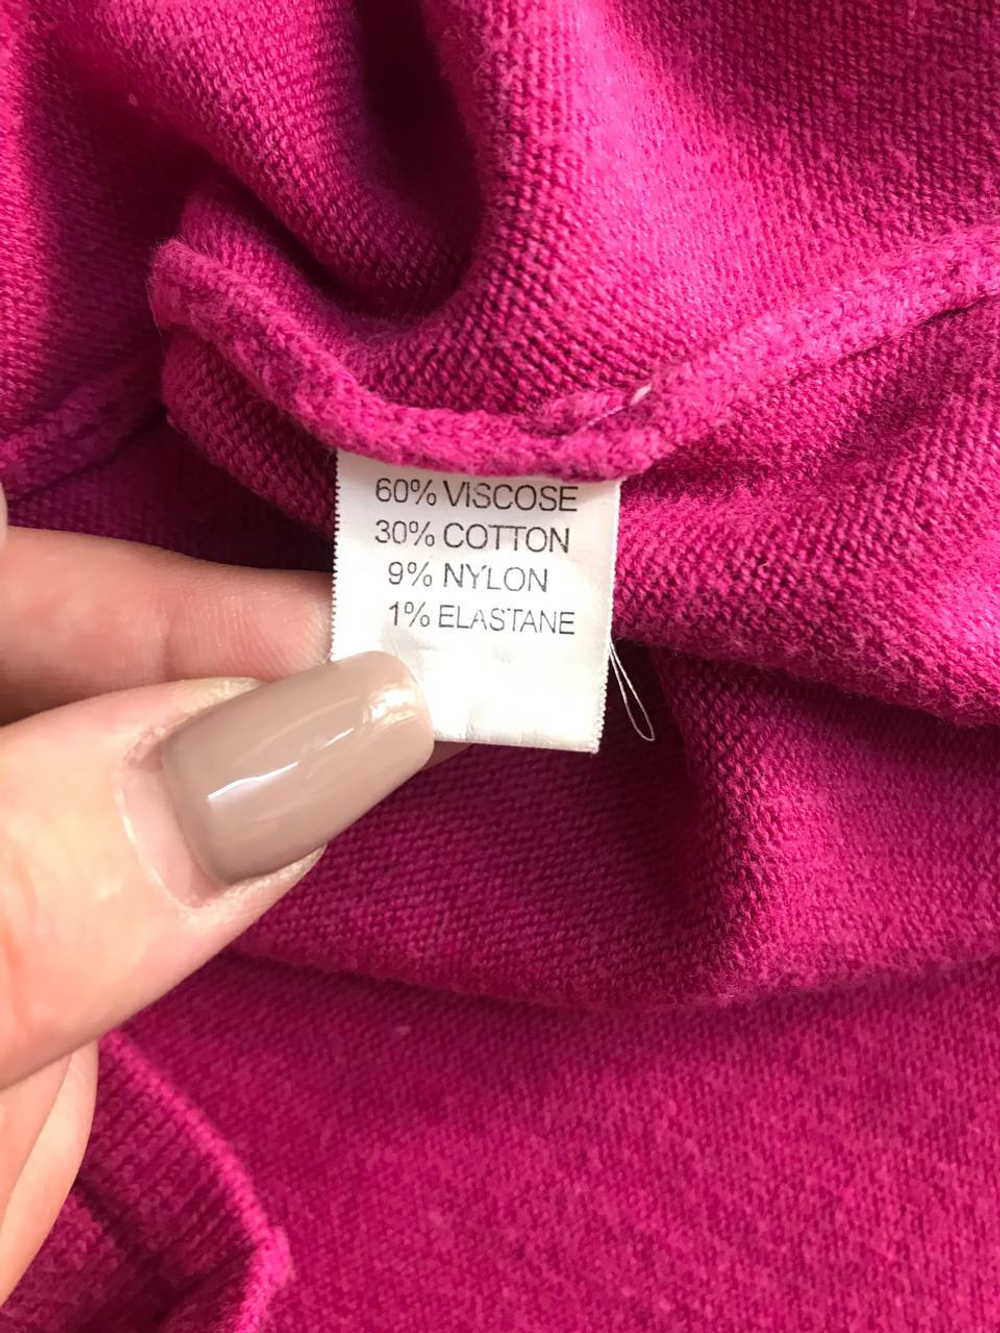 60% VISCOSE
30% COTTON
9% NYLON
1% ELASTANE